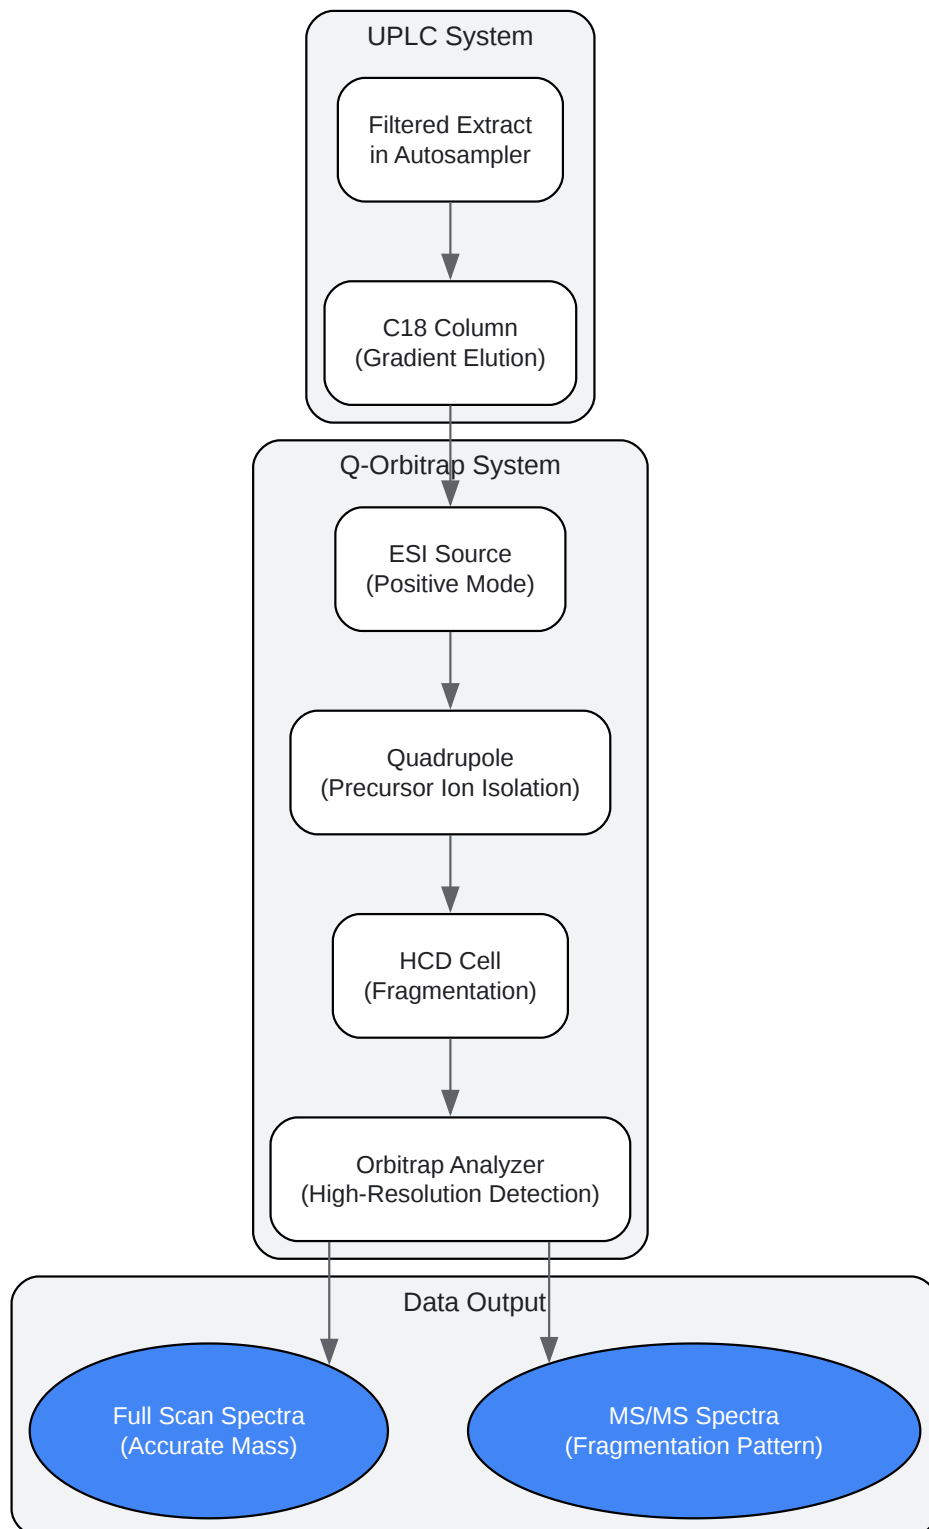 UPLC System
Filtered Extract
in Autosampler
C18 Column
(Gradient Elution)
Q-Orbitrap System
ESI Source
(Positive Mode)
Quadrupole
(Precursor Ion Isolation)
HCD Cell
(Fragmentation)
Orbitrap Analyzer
(High-Resolution Detection)
Data Output
Full Scan Spectra
(Accurate Mass)
MS/MS Spectra
(Fragmentation Pattern)